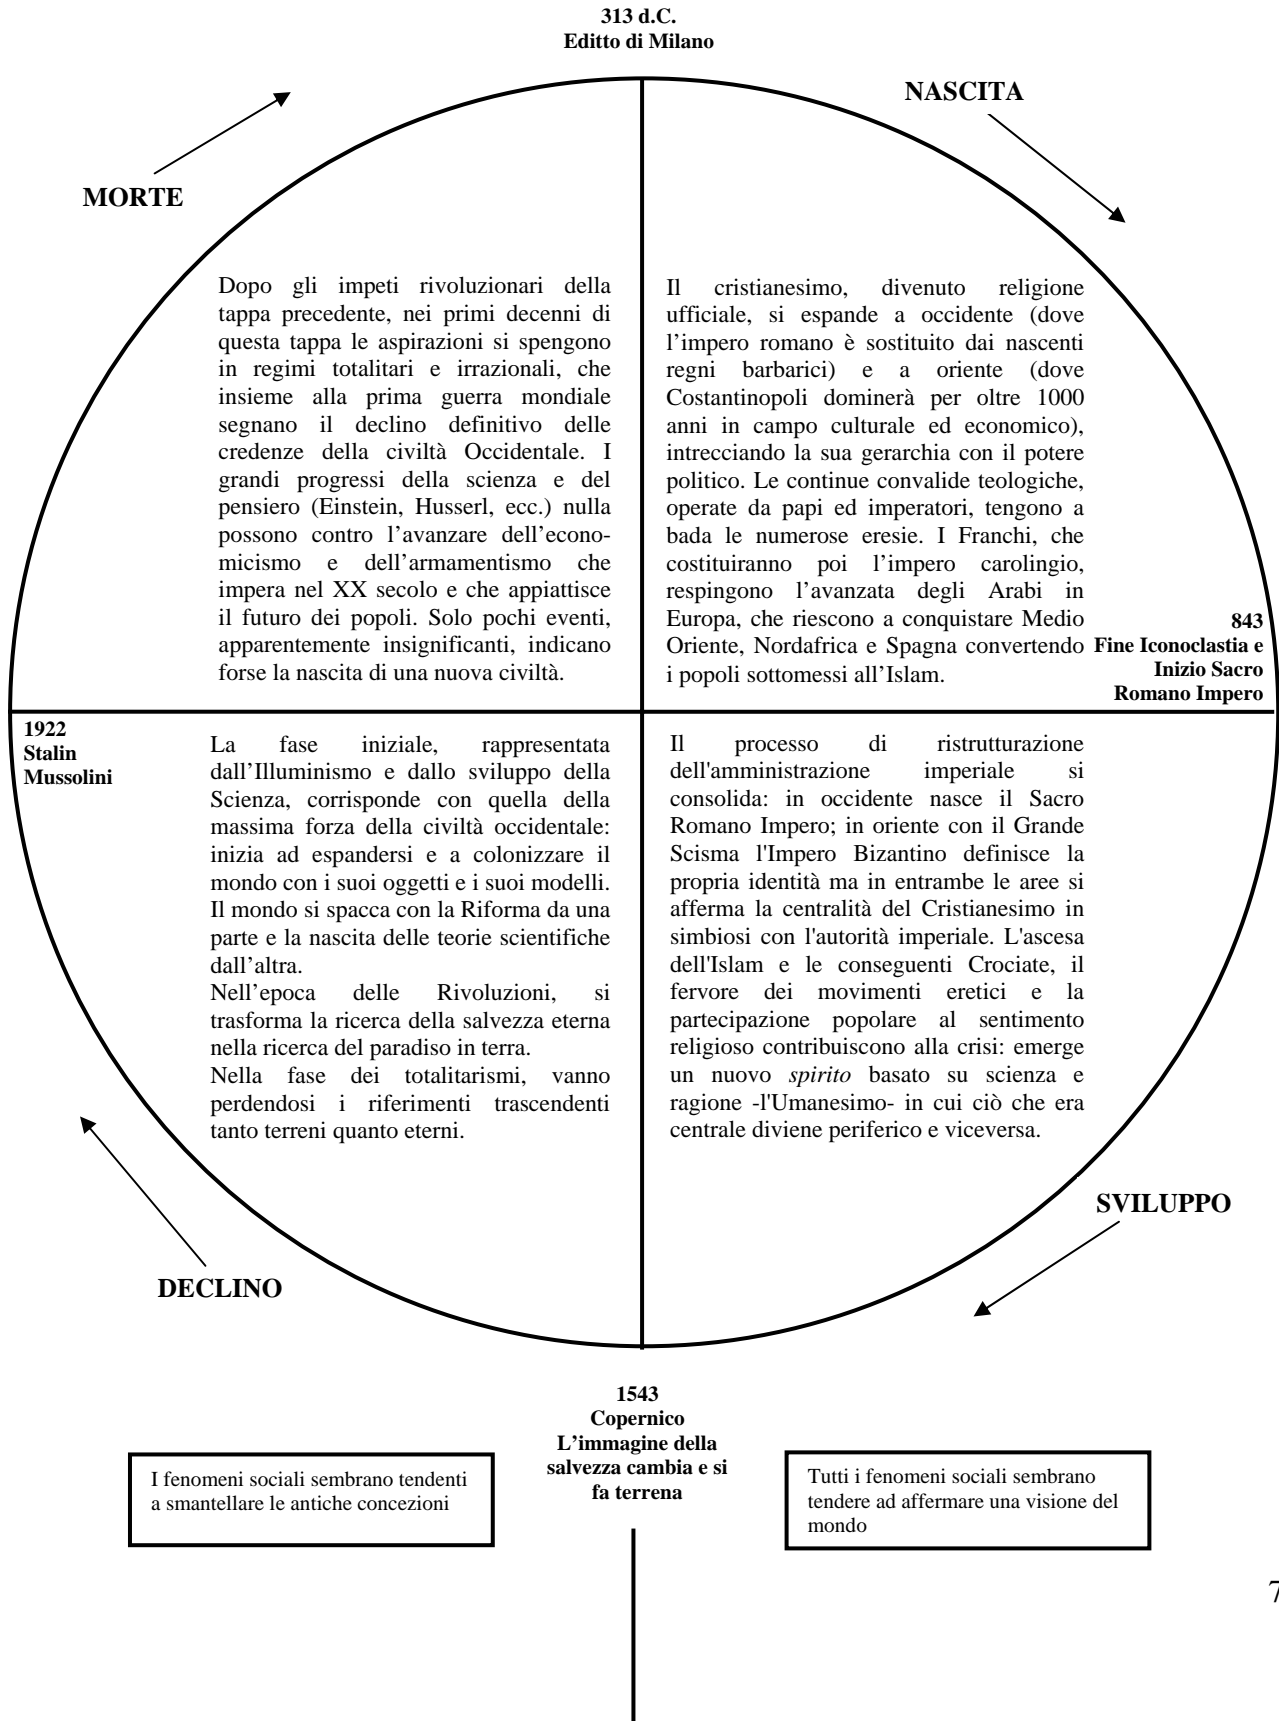 313 d.C.
Editto di Milano
NASCITA
MORTE
Dopo gli impeti rivoluzionari della
tappa precedente, nei primi decenni di
questa tappa le aspirazioni si spengono
in regimi totalitari e irrazionali, che
insieme alla prima guerra mondiale
segnano il declino definitivo delle
credenze della civiltà Occidentale. I
grandi progressi della scienza e del
pensiero (Einstein, Husserl, ecc.) nulla
possono contro l’avanzare dell’econo-
micismo e dell’armamentismo che
impera nel XX secolo e che appiattisce
il futuro dei popoli. Solo pochi eventi,
apparentemente insignificanti, indicano
forse la nascita di una nuova civiltà.
Il cristianesimo, divenuto religione
ufficiale, si espande a occidente (dove
l’impero romano è sostituito dai nascenti
regni barbarici) e a oriente (dove
Costantinopoli dominerà per oltre 1000
anni in campo culturale ed economico),
intrecciando la sua gerarchia con il potere
politico. Le continue convalide teologiche,
operate da papi ed imperatori, tengono a
bada le numerose eresie. I Franchi, che
costituiranno poi l’impero carolingio,
respingono l’avanzata degli Arabi in
Europa, che riescono a conquistare Medio
Oriente, Nordafrica e Spagna convertendo
i popoli sottomessi all’Islam.
843
Fine Iconoclastia e
Inizio Sacro
Romano Impero
1922
Stalin
Mussolini
La fase iniziale, rappresentata
dall’Illuminismo e dallo sviluppo della
Scienza, corrisponde con quella della
massima forza della civiltà occidentale:
inizia ad espandersi e a colonizzare il
mondo con i suoi oggetti e i suoi modelli.
Il mondo si spacca con la Riforma da una
parte e la nascita delle teorie scientifiche
dall’altra.
Nell’epoca delle Rivoluzioni, si
trasforma la ricerca della salvezza eterna
nella ricerca del paradiso in terra.
Nella fase dei totalitarismi, vanno
perdendosi i riferimenti trascendenti
tanto terreni quanto eterni.
Il processo di ristrutturazione
dell'amministrazione imperiale si
consolida: in occidente nasce il Sacro
Romano Impero; in oriente con il Grande
Scisma l'Impero Bizantino definisce la
propria identità ma in entrambe le aree si
afferma la centralità del Cristianesimo in
simbiosi con l'autorità imperiale. L'ascesa
dell'Islam e le conseguenti Crociate, il
fervore dei movimenti eretici e la
partecipazione popolare al sentimento
religioso contribuiscono alla crisi: emerge
un nuovo spirito basato su scienza e
ragione -l'Umanesimo- in cui ciò che era
centrale diviene periferico e viceversa.
SVILUPPO
DECLINO
1543
Copernico
L’immagine della
salvezza cambia e si
fa terrena
I fenomeni sociali sembrano tendenti
a smantellare le antiche concezioni
Tutti i fenomeni sociali sembrano
tendere ad affermare una visione del
mondo
7